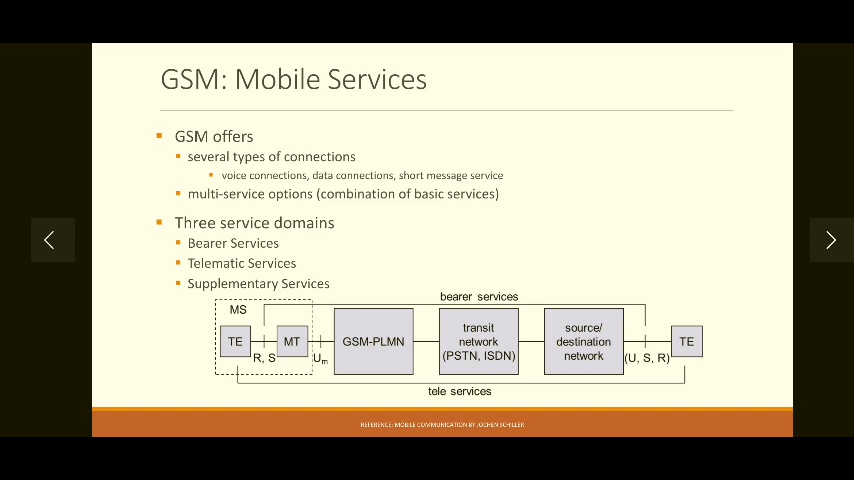 GSM: Mobile Services
GSM offers
several types of connections
voice connections, data connections, short message service
multi-service options (combination of basic services)
Three service domains
Bearer Services
Telematic Services
Supplementary Services
bearer services
MS
TE
R, S
MT
Um
GSM-PLMN
transit
network
(PSTN, ISDN)
source/
destination
network
(U, S, R)
TE
tele services
REFERENCE: MOBILE COMMUNICATION BY JOCHEN SCHILLER